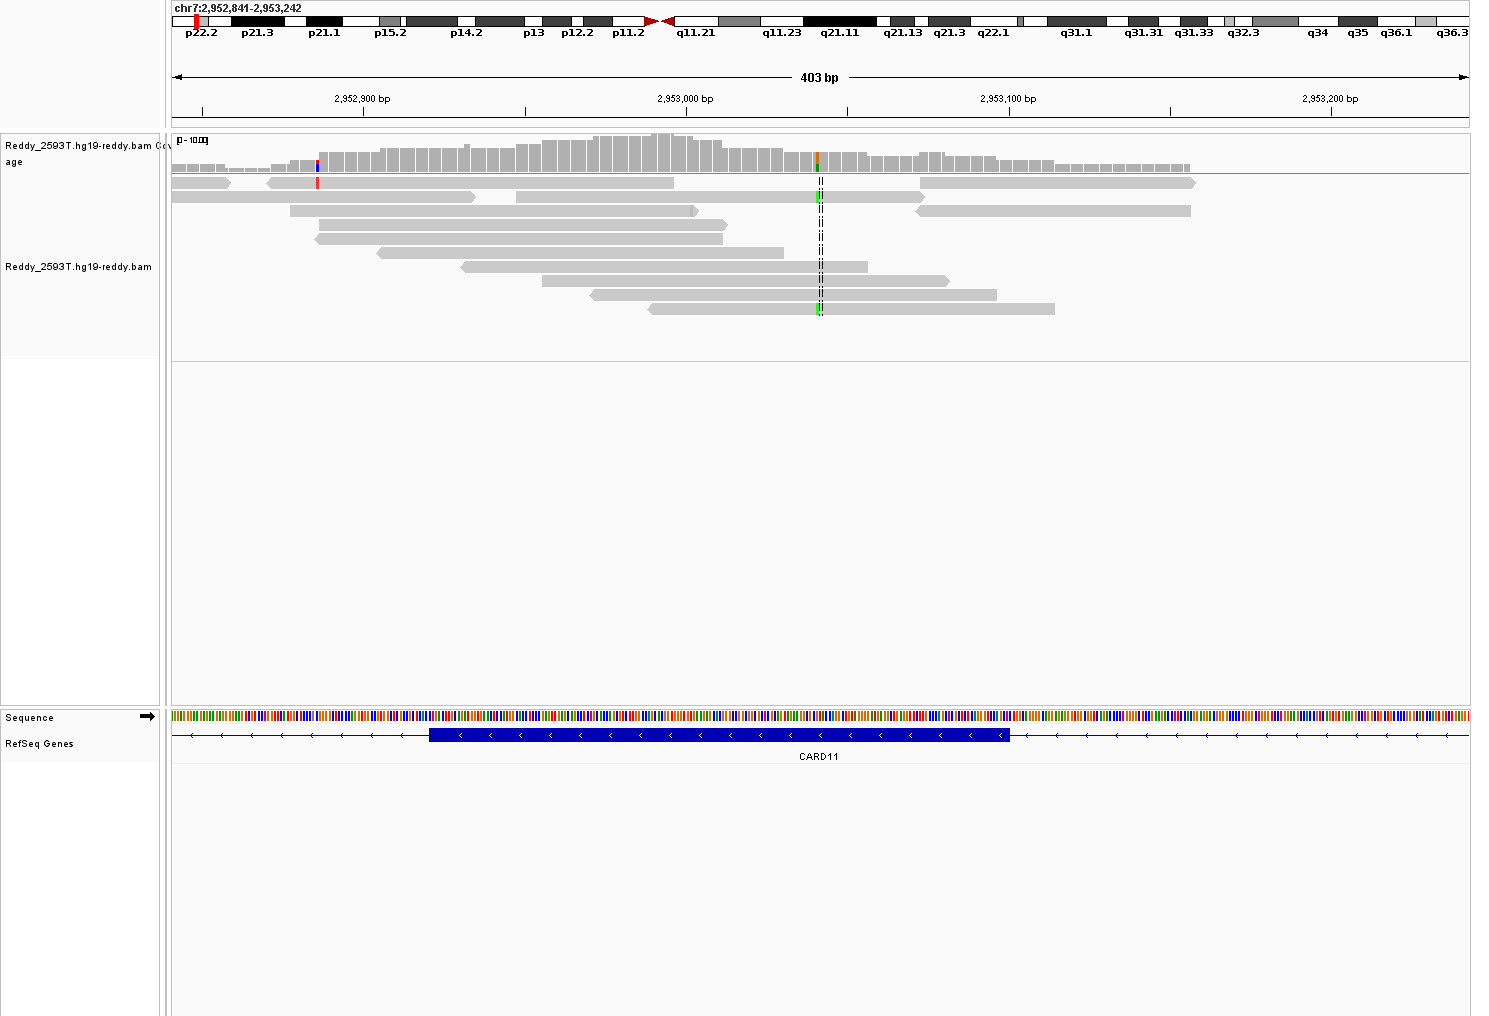 chr7:2,952,841-2,953,242
p22.2 p21.3 p21.1 p15.2 p14.2 p13 p12.2 p11.2 q11.21 q11.23 q21.11 q21.13 q21.3 q22.1 q31.1 q31.31 q31.33 q32.3 q34 q35 q36.1 q36.3
403 bp
2,952,900 bp 2,953,000 bp 2,953,100 bp 2,953,200 bp
[0 - 10.00]
Reddy_2593T.hg19-reddy.bam Cov
age
Reddy_2593T.hg19-reddy.bam
Sequence
RefSeq Genes
CARD11